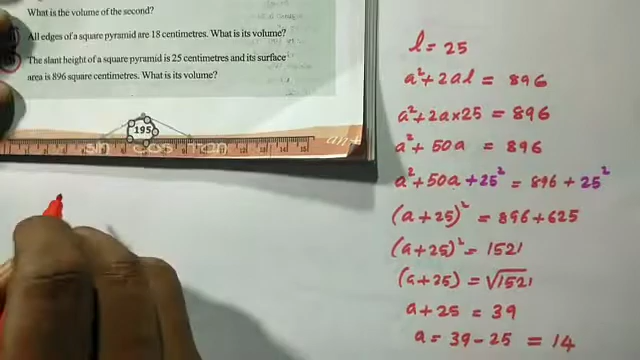 What is the volume of the second?
All edges of a square pyramid are 18 centimetres. What is its volume?
The slant height of a square pyramid is 25 centimetres and its surface
area is 896 square centimetres. What is its volume?
195
sin cos tan
l = 25
a²+2al = 896
a²+2a×25 = 896
a²+50a = 896
a²+50a+25² = 896+25²
(a+25)² = 896+625
(a+25)² = 1521
(a+25) = √1521
a+25 = 39
a = 39-25 = 14